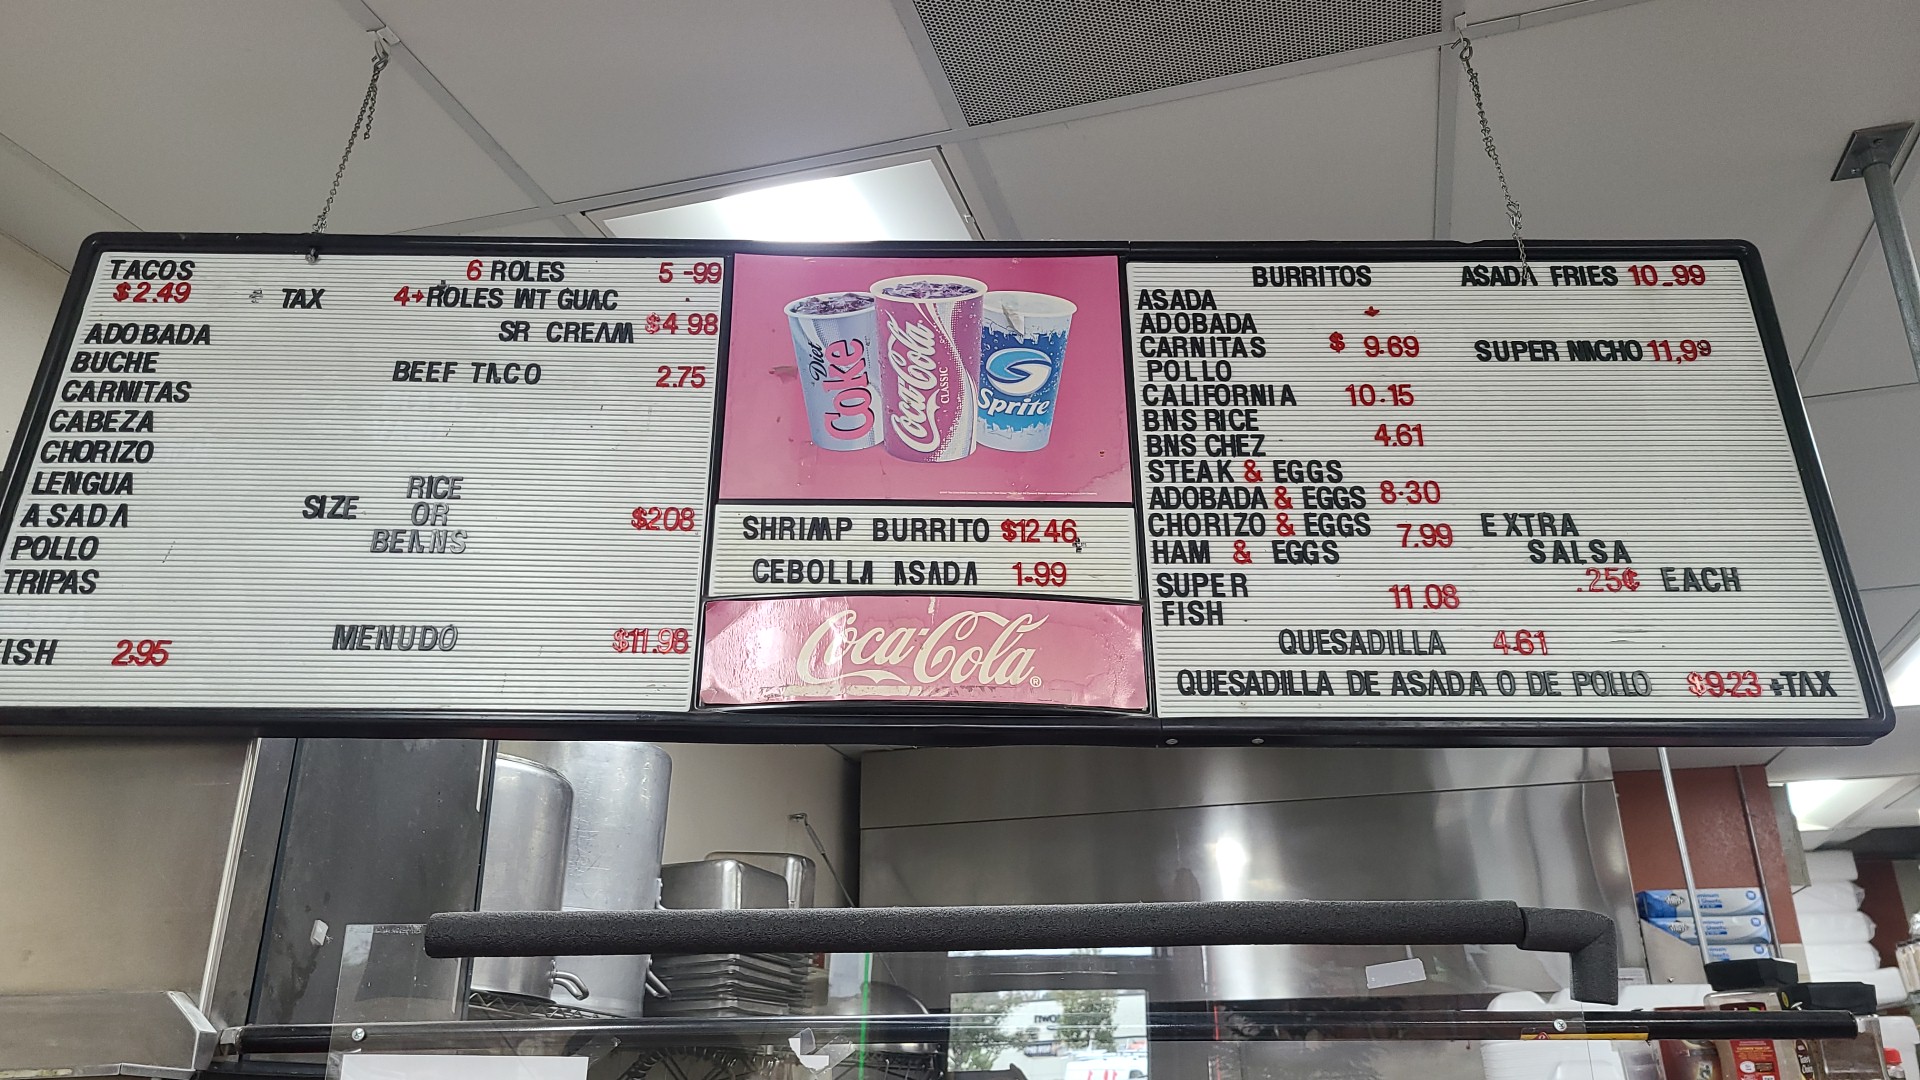 TACOS 6 ROLES 5-99
$2.49 TAX 4 ROLES WT GUAC
SR CREAM $4 98
ADOBADA
BUCHE
BEEF TACO 2.75
CARNITAS
CABEZA
CHORIZO
LENGUA
ASADA
POLLO
TRIPAS
SIZE RICE
OR
BEANS
$208
ISH 2.95
MENUDO $11.98
Diet
Coke
Coca-Cola
CLASSIC
Sprite
SHRIMP BURRITO $1246
CEBOLLA ASADA 1-99
Coca-Cola
BURRITOS ASADA FRIES 10-99
ASADA
ADOBADA
CARNITAS $ 9.69 SUPER NACHO 11,99
POLLO
CALIFORNIA 10-15
BNS RICE
BNS CHEZ 4.61
STEAK & EGGS
ADOBADA & EGGS 8-30
CHORIZO & EGGS 7.99 EXTRA
HAM & EGGS SALSA
.25¢ EACH
SUPER
FISH 11.08
QUESADILLA 4-61
QUESADILLA DE ASADA O DE POLLO $9.23 +TAX